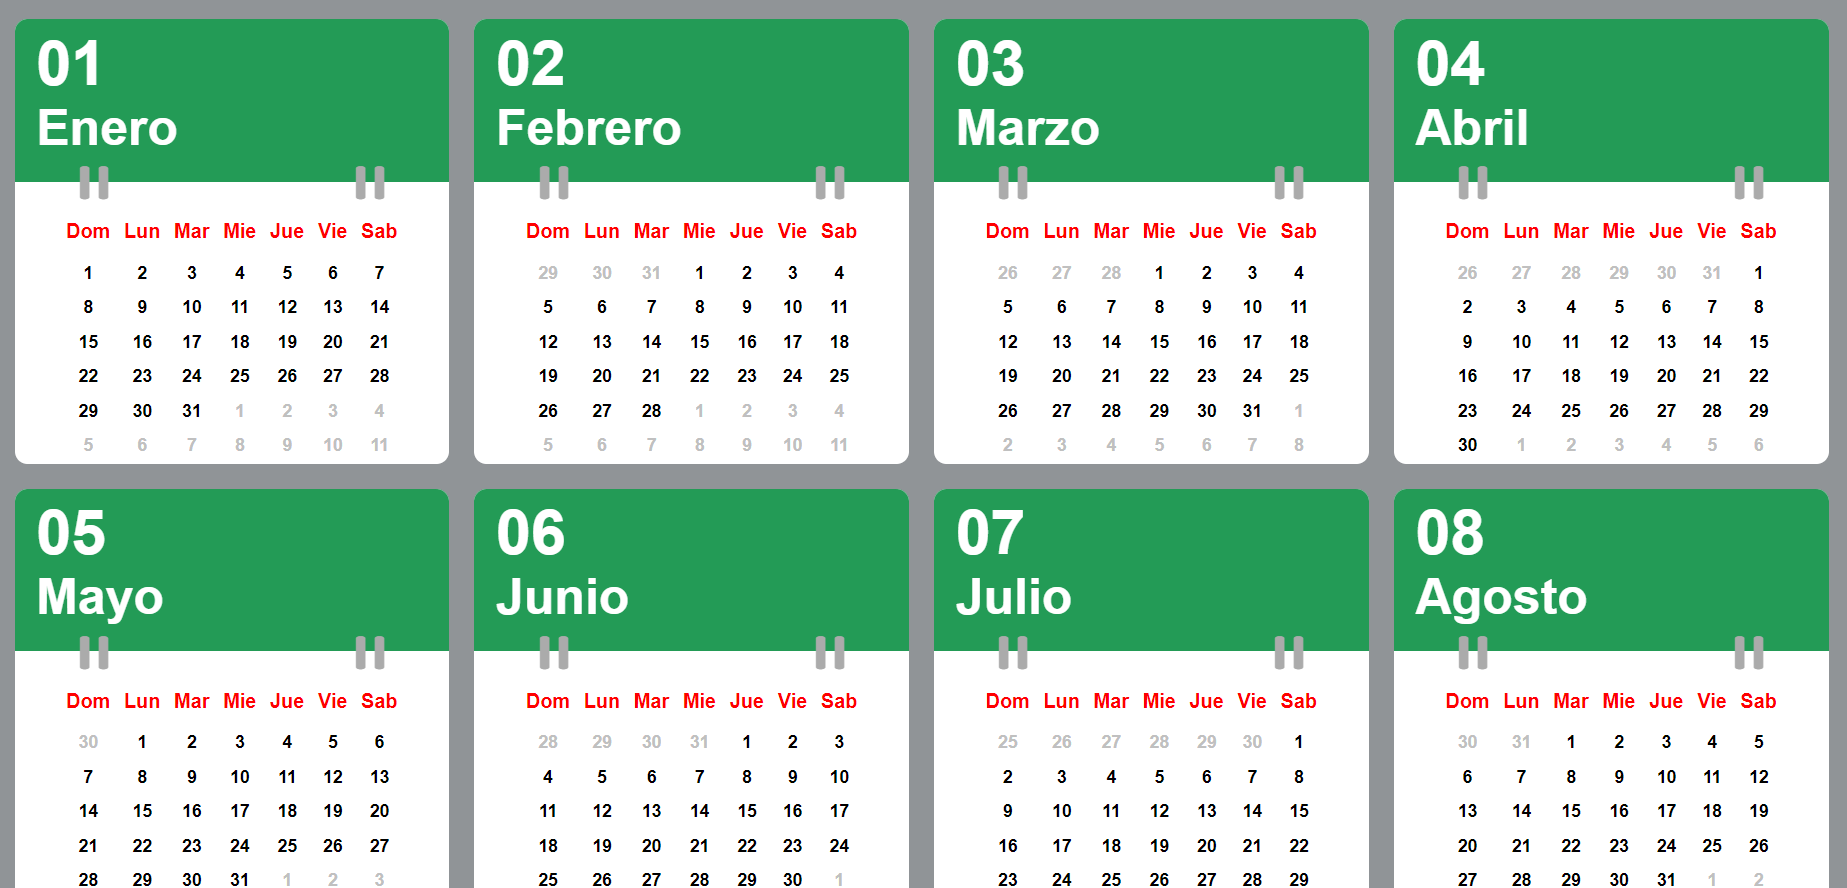 01
Enero
Dom Lun Mar Mie Jue Vie Sab
1 2 3 4 5 6 7
8 9 10 11 12 13 14
15 16 17 18 19 20 21
22 23 24 25 26 27 28
29 30 31 1 2 3 4
5 6 7 8 9 10 11
02
Febrero
Dom Lun Mar Mie Jue Vie Sab
29 30 31 1 2 3 4
5 6 7 8 9 10 11
12 13 14 15 16 17 18
19 20 21 22 23 24 25
26 27 28 1 2 3 4
5 6 7 8 9 10 11
03
Marzo
Dom Lun Mar Mie Jue Vie Sab
26 27 28 1 2 3 4
5 6 7 8 9 10 11
12 13 14 15 16 17 18
19 20 21 22 23 24 25
26 27 28 29 30 31 1
2 3 4 5 6 7 8
04
Abril
Dom Lun Mar Mie Jue Vie Sab
26 27 28 29 30 31 1
2 3 4 5 6 7 8
9 10 11 12 13 14 15
16 17 18 19 20 21 22
23 24 25 26 27 28 29
30 1 2 3 4 5 6
05
Mayo
Dom Lun Mar Mie Jue Vie Sab
30 1 2 3 4 5 6
7 8 9 10 11 12 13
14 15 16 17 18 19 20
21 22 23 24 25 26 27
28 29 30 31 1 2 3
06
Junio
Dom Lun Mar Mie Jue Vie Sab
28 29 30 31 1 2 3
4 5 6 7 8 9 10
11 12 13 14 15 16 17
18 19 20 21 22 23 24
25 26 27 28 29 30 1
07
Julio
Dom Lun Mar Mie Jue Vie Sab
25 26 27 28 29 30 1
2 3 4 5 6 7 8
9 10 11 12 13 14 15
16 17 18 19 20 21 22
23 24 25 26 27 28 29
08
Agosto
Dom Lun Mar Mie Jue Vie Sab
30 31 1 2 3 4 5
6 7 8 9 10 11 12
13 14 15 16 17 18 19
20 21 22 23 24 25 26
27 28 29 30 31 1 2